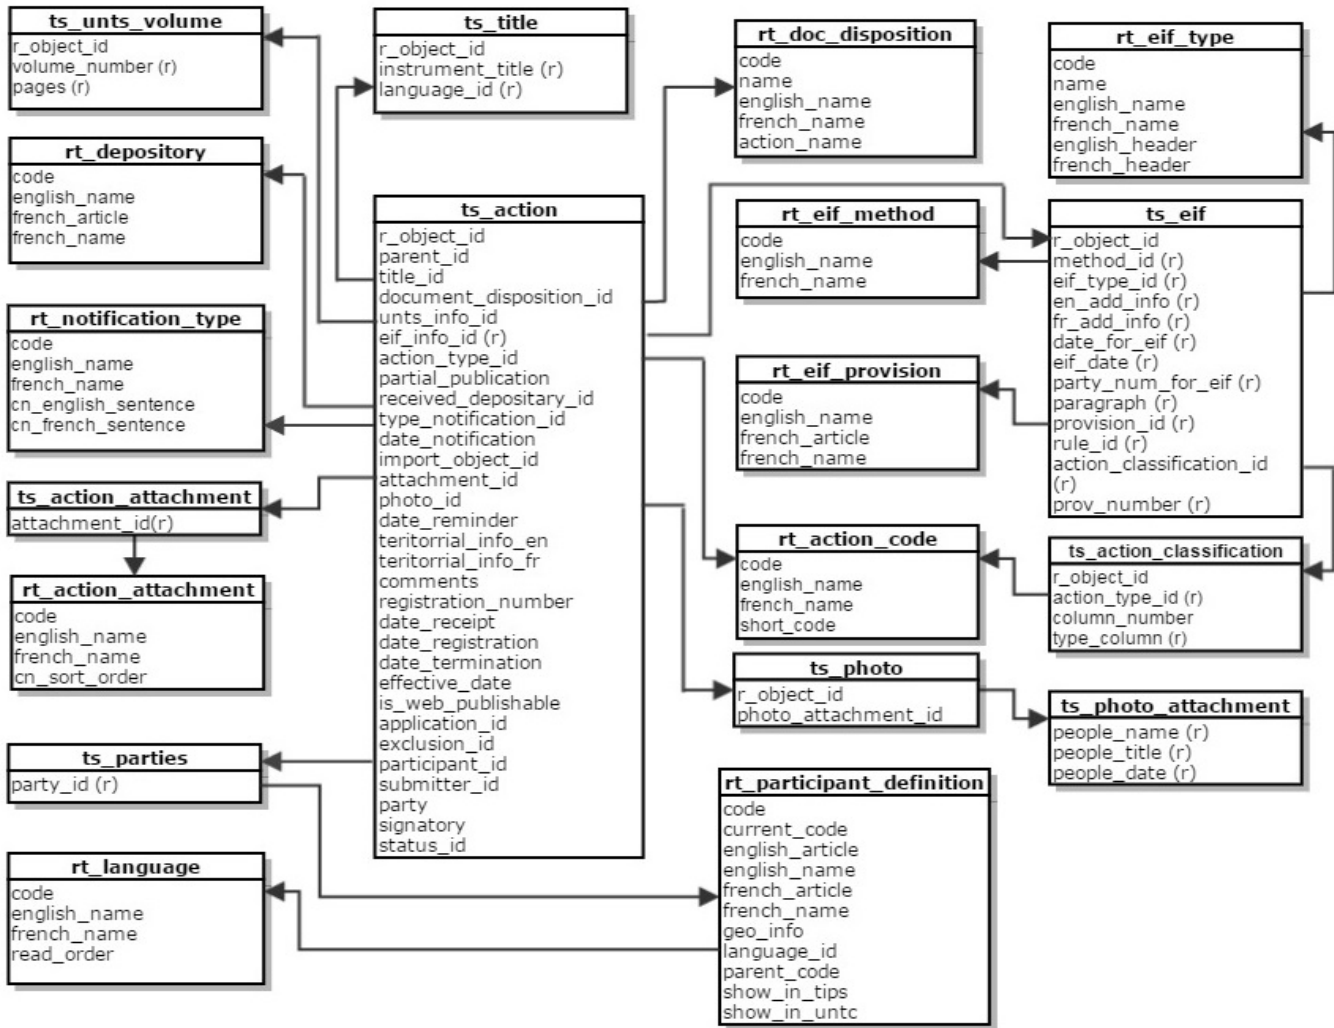 ts_unts_volume
r_object_id
volume_number (r)
pages (r)
ts_title
r_object_id
instrument_title (r)
language_id (r)
rt_doc_disposition
code
name
english_name
french_name
action_name
rt_eif_type
code
name
english_name
french_name
english_header
french_header
rt_depository
code
english_name
french_article
french_name
ts_action
r_object_id
parent_id
title_id
document_disposition_id
unts_info_id
eif_info_id (r)
action_type_id
partial_publication
received_depositary_id
type_notification_id
date_notification
import_object_id
attachment_id
photo_id
date_reminder
teritorrial_info_en
teritorrial_info_fr
comments
registration_number
date_receipt
date_registration
date_termination
effective_date
is_web_publishable
application_id
exclusion_id
participant_id
submitter_id
party
signatory
status_id
rt_eif_method
code
english_name
french_name
ts_eif
r_object_id
method_id (r)
eif_type_id (r)
en_add_info (r)
fr_add_info (r)
date_for_eif (r)
eif_date (r)
party_num_for_eif (r)
paragraph (r)
provision_id (r)
rule_id (r)
action_classification_id
(r)
prov_number (r)
rt_notification_type
code
english_name
french_name
cn_english_sentence
cn_french_sentence
rt_eif_provision
code
english_name
french_article
french_name
ts_action_attachment
attachment_id(r)
rt_action_code
code
english_name
french_name
short_code
ts_action_classification
r_object_id
action_type_id (r)
column_number
type_column (r)
rt_action_attachment
code
english_name
french_name
cn_sort_order
ts_photo
r_object_id
photo_attachment_id
ts_photo_attachment
people_name (r)
people_title (r)
people_date (r)
ts_parties
party_id (r)
rt_participant_definition
code
current_code
english_article
english_name
french_article
french_name
geo_info
language_id
parent_code
show_in_tips
show_in_untc
rt_language
code
english_name
french_name
read_order